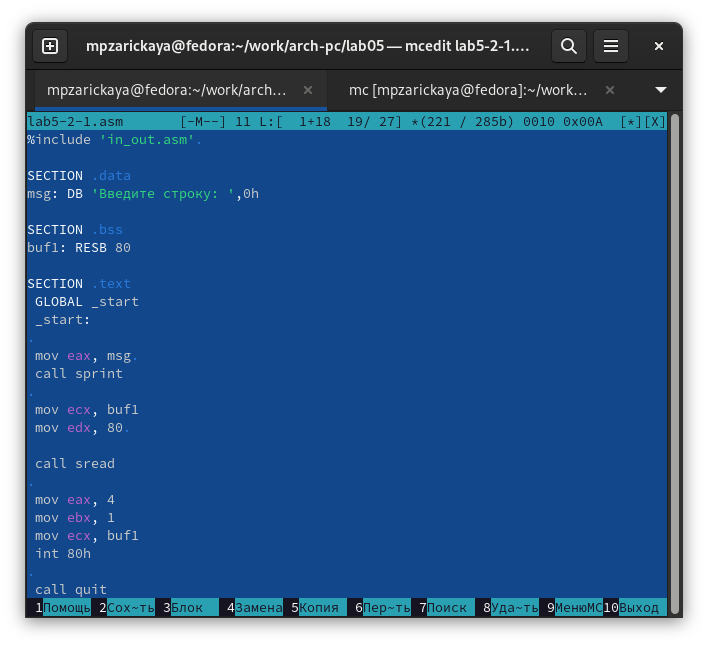 mpzarickaya@fedora:~/work/arch-pc/lab05 — mcedit lab5-2-1....
mpzarickaya@fedora:~/work/arch...
mc [mpzarickaya@fedora]:~/work...
lab5-2-1.asm [-M--] 11 L:[ 1+18 19/ 27] *(221 / 285b) 0010 0x00A [*][X]
%include 'in_out.asm'.
SECTION .data
msg: DB 'Введите строку: ',0h
SECTION .bss
buf1: RESB 80
SECTION .text
GLOBAL _start
_start:
.
mov eax, msg.
call sprint
.
mov ecx, buf1
mov edx, 80.
call sread
.
mov eax, 4
mov ebx, 1
mov ecx, buf1
int 80h
.
call quit
1Помощь 2Сох~ть 3Блок 4Замена 5Копия 6Пер~ть 7Поиск 8Уда~ть 9МенюМС 10Выход